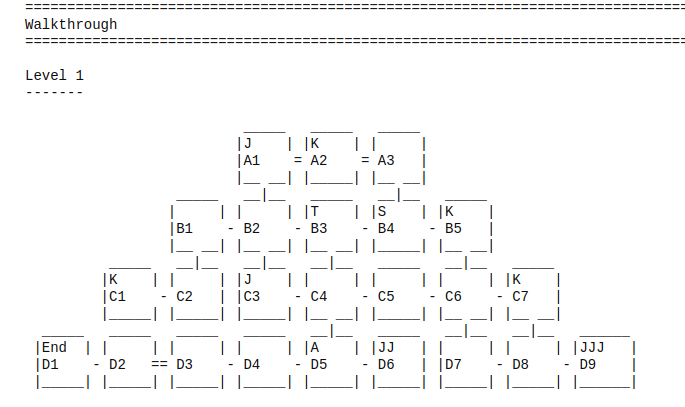 ===============================================================================
Walkthrough
===============================================================================

Level 1
-------

                          _____   _____   _____
                         |J    | |K    | |     |
                         |A1    = A2    = A3   |
                         |__ __| |_____| |__ __|
                  _____   __|__   _____   __|__   _____
                 |     | |     | |T    | |S    | |K    |
                 |B1    - B2    - B3    - B4    - B5   |
                 |__ __| |__ __| |__ __| |_____| |__ __|
          _____   __|__   __|__   __|__   _____   __|__   _____
         |K    | |     | |J    | |     | |     | |     | |K    |
         |C1    - C2   | |C3    - C4    - C5    - C6    - C7   |
         |_____| |_____| |_____| |__ __| |_____| |__ __| |__ __|
  _____   _____   _____   _____   __|__   _____   __|__   __|__   ______
 |End  | |     | |     | |     | |A    | |JJ   | |     | |     | |JJJ   |
 |D1    - D2   == D3    - D4    - D5    - D6   | |D7    - D8    - D9    |
 |_____| |_____| |_____| |_____| |_____| |_____| |_____| |_____| |______|